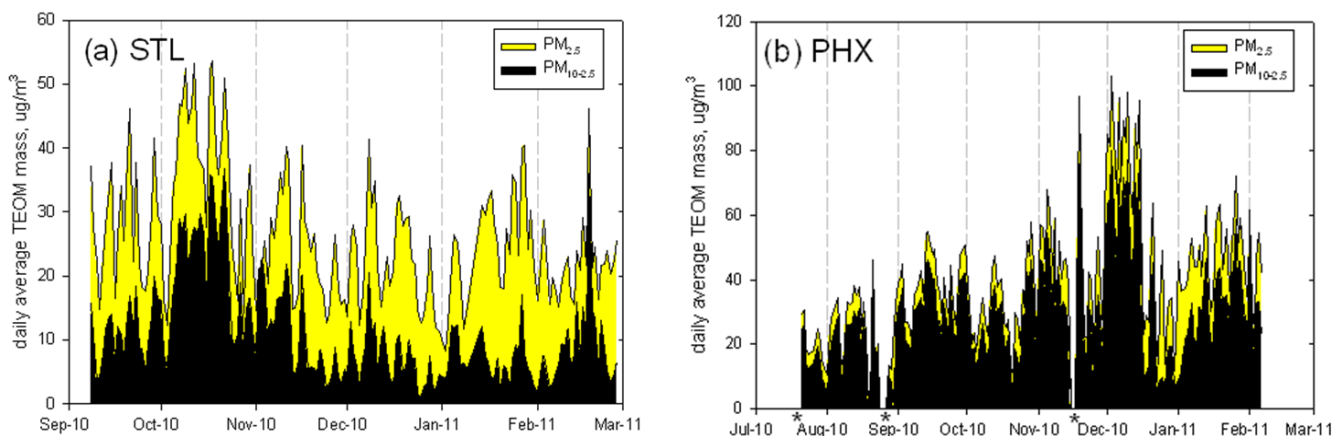 (a) STL
PM2.5
PM10-2.5
daily average TEOM mass, ug/m3
60
50
40
30
20
10
0
Sep-10 Oct-10 Nov-10 Dec-10 Jan-11 Feb-11 Mar-11
(b) PHX
PM2.5
PM10-2.5
daily average TEOM mass, ug/m3
120
100
80
60
40
20
0
* * *
Jul-10 Aug-10 Sep-10 Oct-10 Nov-10 Dec-10 Jan-11 Feb-11 Mar-11